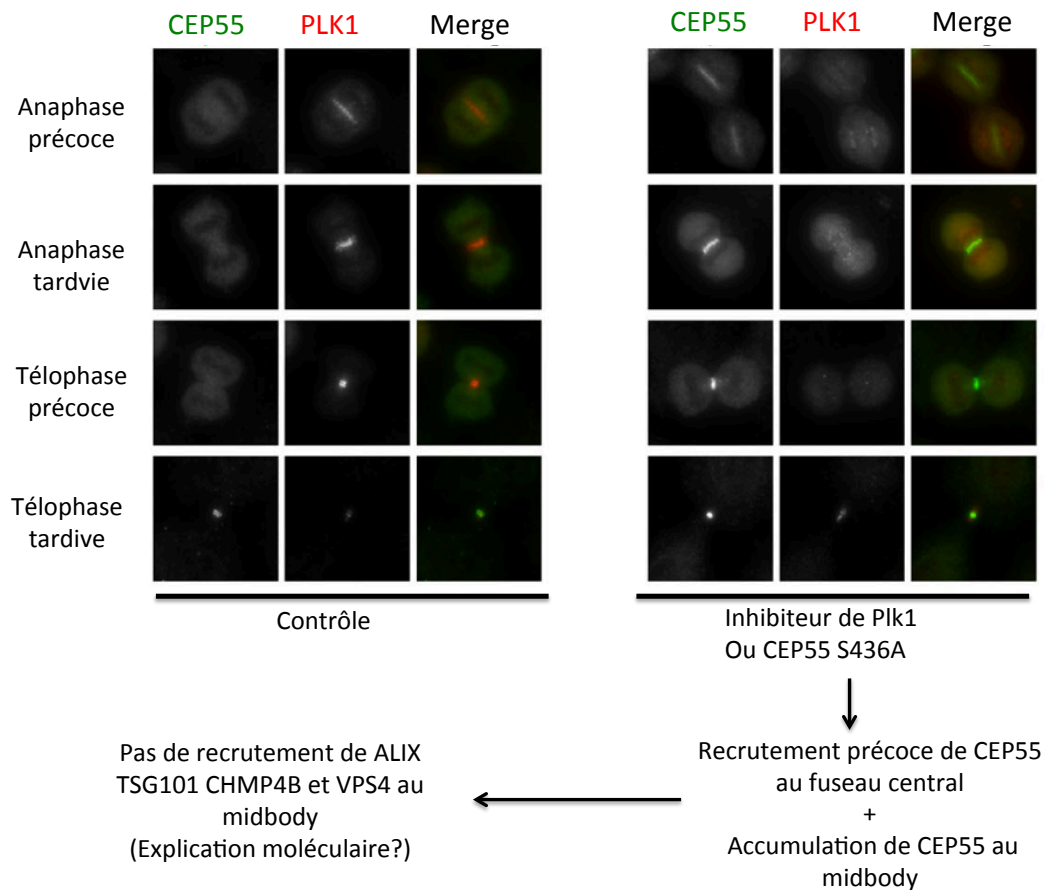 CEP55 PLK1 Merge CEP55 PLK1 Merge
Anaphase
précoce
Anaphase
tardvie
Télophase
précoce
Télophase
tardive
Contrôle
Inhibiteur de Plk1
Ou CEP55 S436A
Recrutement précoce de CEP55
au fuseau central
+
Accumulation de CEP55 au
midbody
Pas de recrutement de ALIX
TSG101 CHMP4B et VPS4 au
midbody
(Explication moléculaire?)